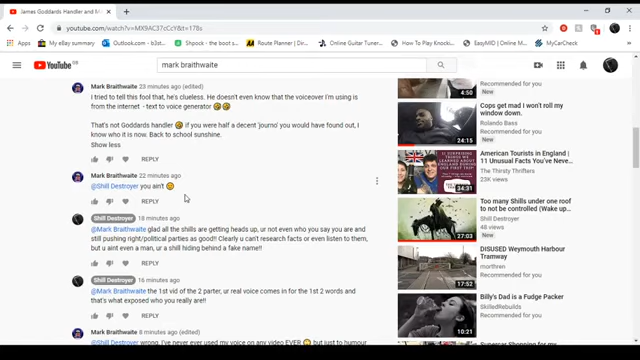 James Goddards Handler and M
youtube.com/watch?v=MX9AC37cCcY&t=178s
Apps
My eBay summary
Outlook.com - b2st
Shpook - the boot s
AA Route Planner | Dire
Online Guitar Tuner
How To Play Knockin
EasyMID | Online Se
MyCarCheck
YouTube GB
mark braithwaite
Mark Braithwaite 23 minutes ago (edited)
I tried to tell this fool that, he's clueless. He doesn't even know that the voiceover I'm using is
from the internet - text to voice generator
That's not Goddards handler if you were half a decent 'journo' you would have found out, I
know who it is now. Back to school sunshine.
Show less
REPLY
Mark Braithwaite 22 minutes ago
@Shill Destroyer you ain't
REPLY
Shill Destroyer 18 minutes ago
@Mark Braithwaite glad all the shills are getting heads up, ur not even who you say you are and
still pushing right/political parties as good!! Clearly u can't research facts or even listen to them,
but u aint even a man, ur a shill hiding behind a fake name!!
REPLY
Shill Destroyer 16 minutes ago
@Mark Braithwaite the 1st vid of the 2 parter, ur real voice comes in for the 1st 2 words and
that's what exposed who you really are!!
REPLY
Mark Braithwaite 8 minutes ago (edited)
@Shill Destroyer wrong, I've never ever used my voice on any video EVER but just to humour
4:50
Recommended for you
New
Cops get mad I won't roll my
window down.
Rolando Bass
Recommended for you
New
24:15
American Tourists in England |
11 Surprising Facts You've Never...
The Thirsty Thrifters
23K views
34:31
Too many Shills under one roof
to not be controlled (Wake up...
Shill Destroyer
48 views
New
27:03
DISUSED Weymouth Harbour
Tramway
morthren
Recommended for you
13:52
Billy's Dad is a Fudge Packer
SkilledRebuilds
Recommended for you
10:21